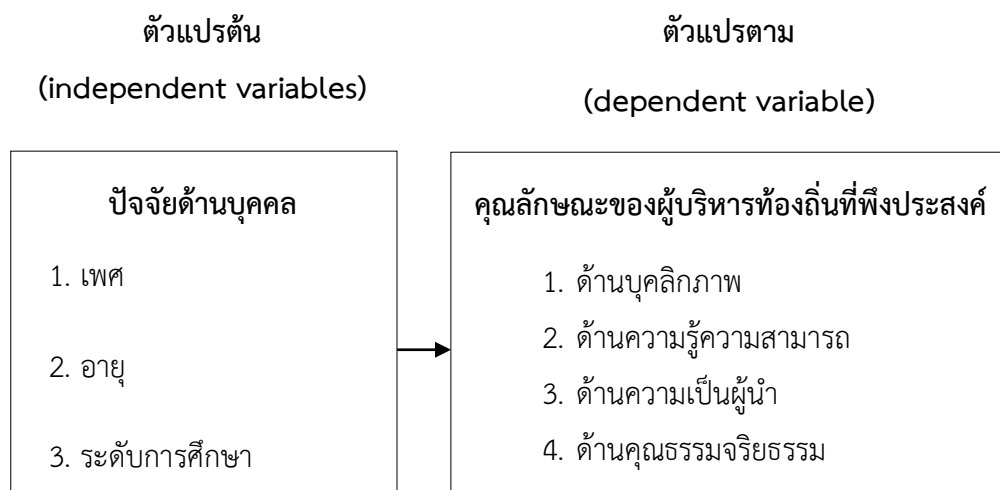 ตัวแปรต้น
(independent variables)
ปัจจัยด้านบุคคล
1. เพศ
2. อายุ
3. ระดับการศึกษา
ตัวแปรตาม
(dependent variable)
คุณลักษณะของผู้บริหารท้องถิ่นที่พึงประสงค์
1. ด้านบุคลิกภาพ
2. ด้านความรู้ความสามารถ
3. ด้านความเป็นผู้นำ
4. ด้านคุณธรรมจริยธรรม